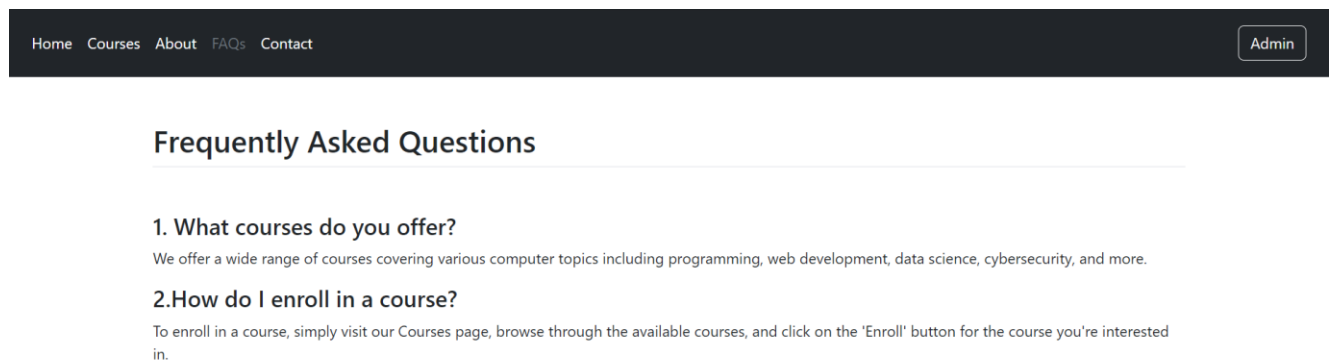 Home Courses About FAQs Contact Admin
Frequently Asked Questions
1. What courses do you offer?
We offer a wide range of courses covering various computer topics including programming, web development, data science, cybersecurity, and more.
2.How do I enroll in a course?
To enroll in a course, simply visit our Courses page, browse through the available courses, and click on the 'Enroll' button for the course you're interested
in.